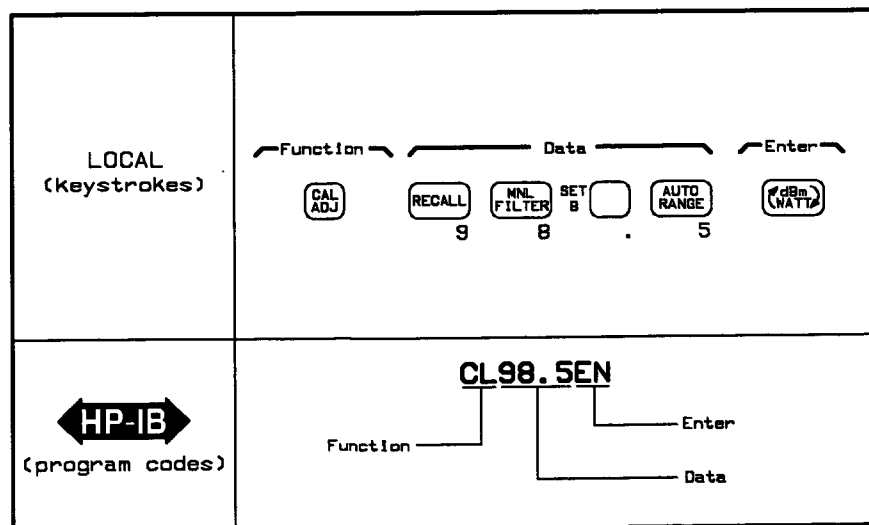 LOCAL
(keystrokes)
Function
Data
Enter
CAL
ADJ
RECALL
MNL
FILTER
SET
B
AUTO
RANGE
dBm
WATT
9 8 . 5
HP-IB
(program codes)
CL98.5EN
Function
Enter
Data